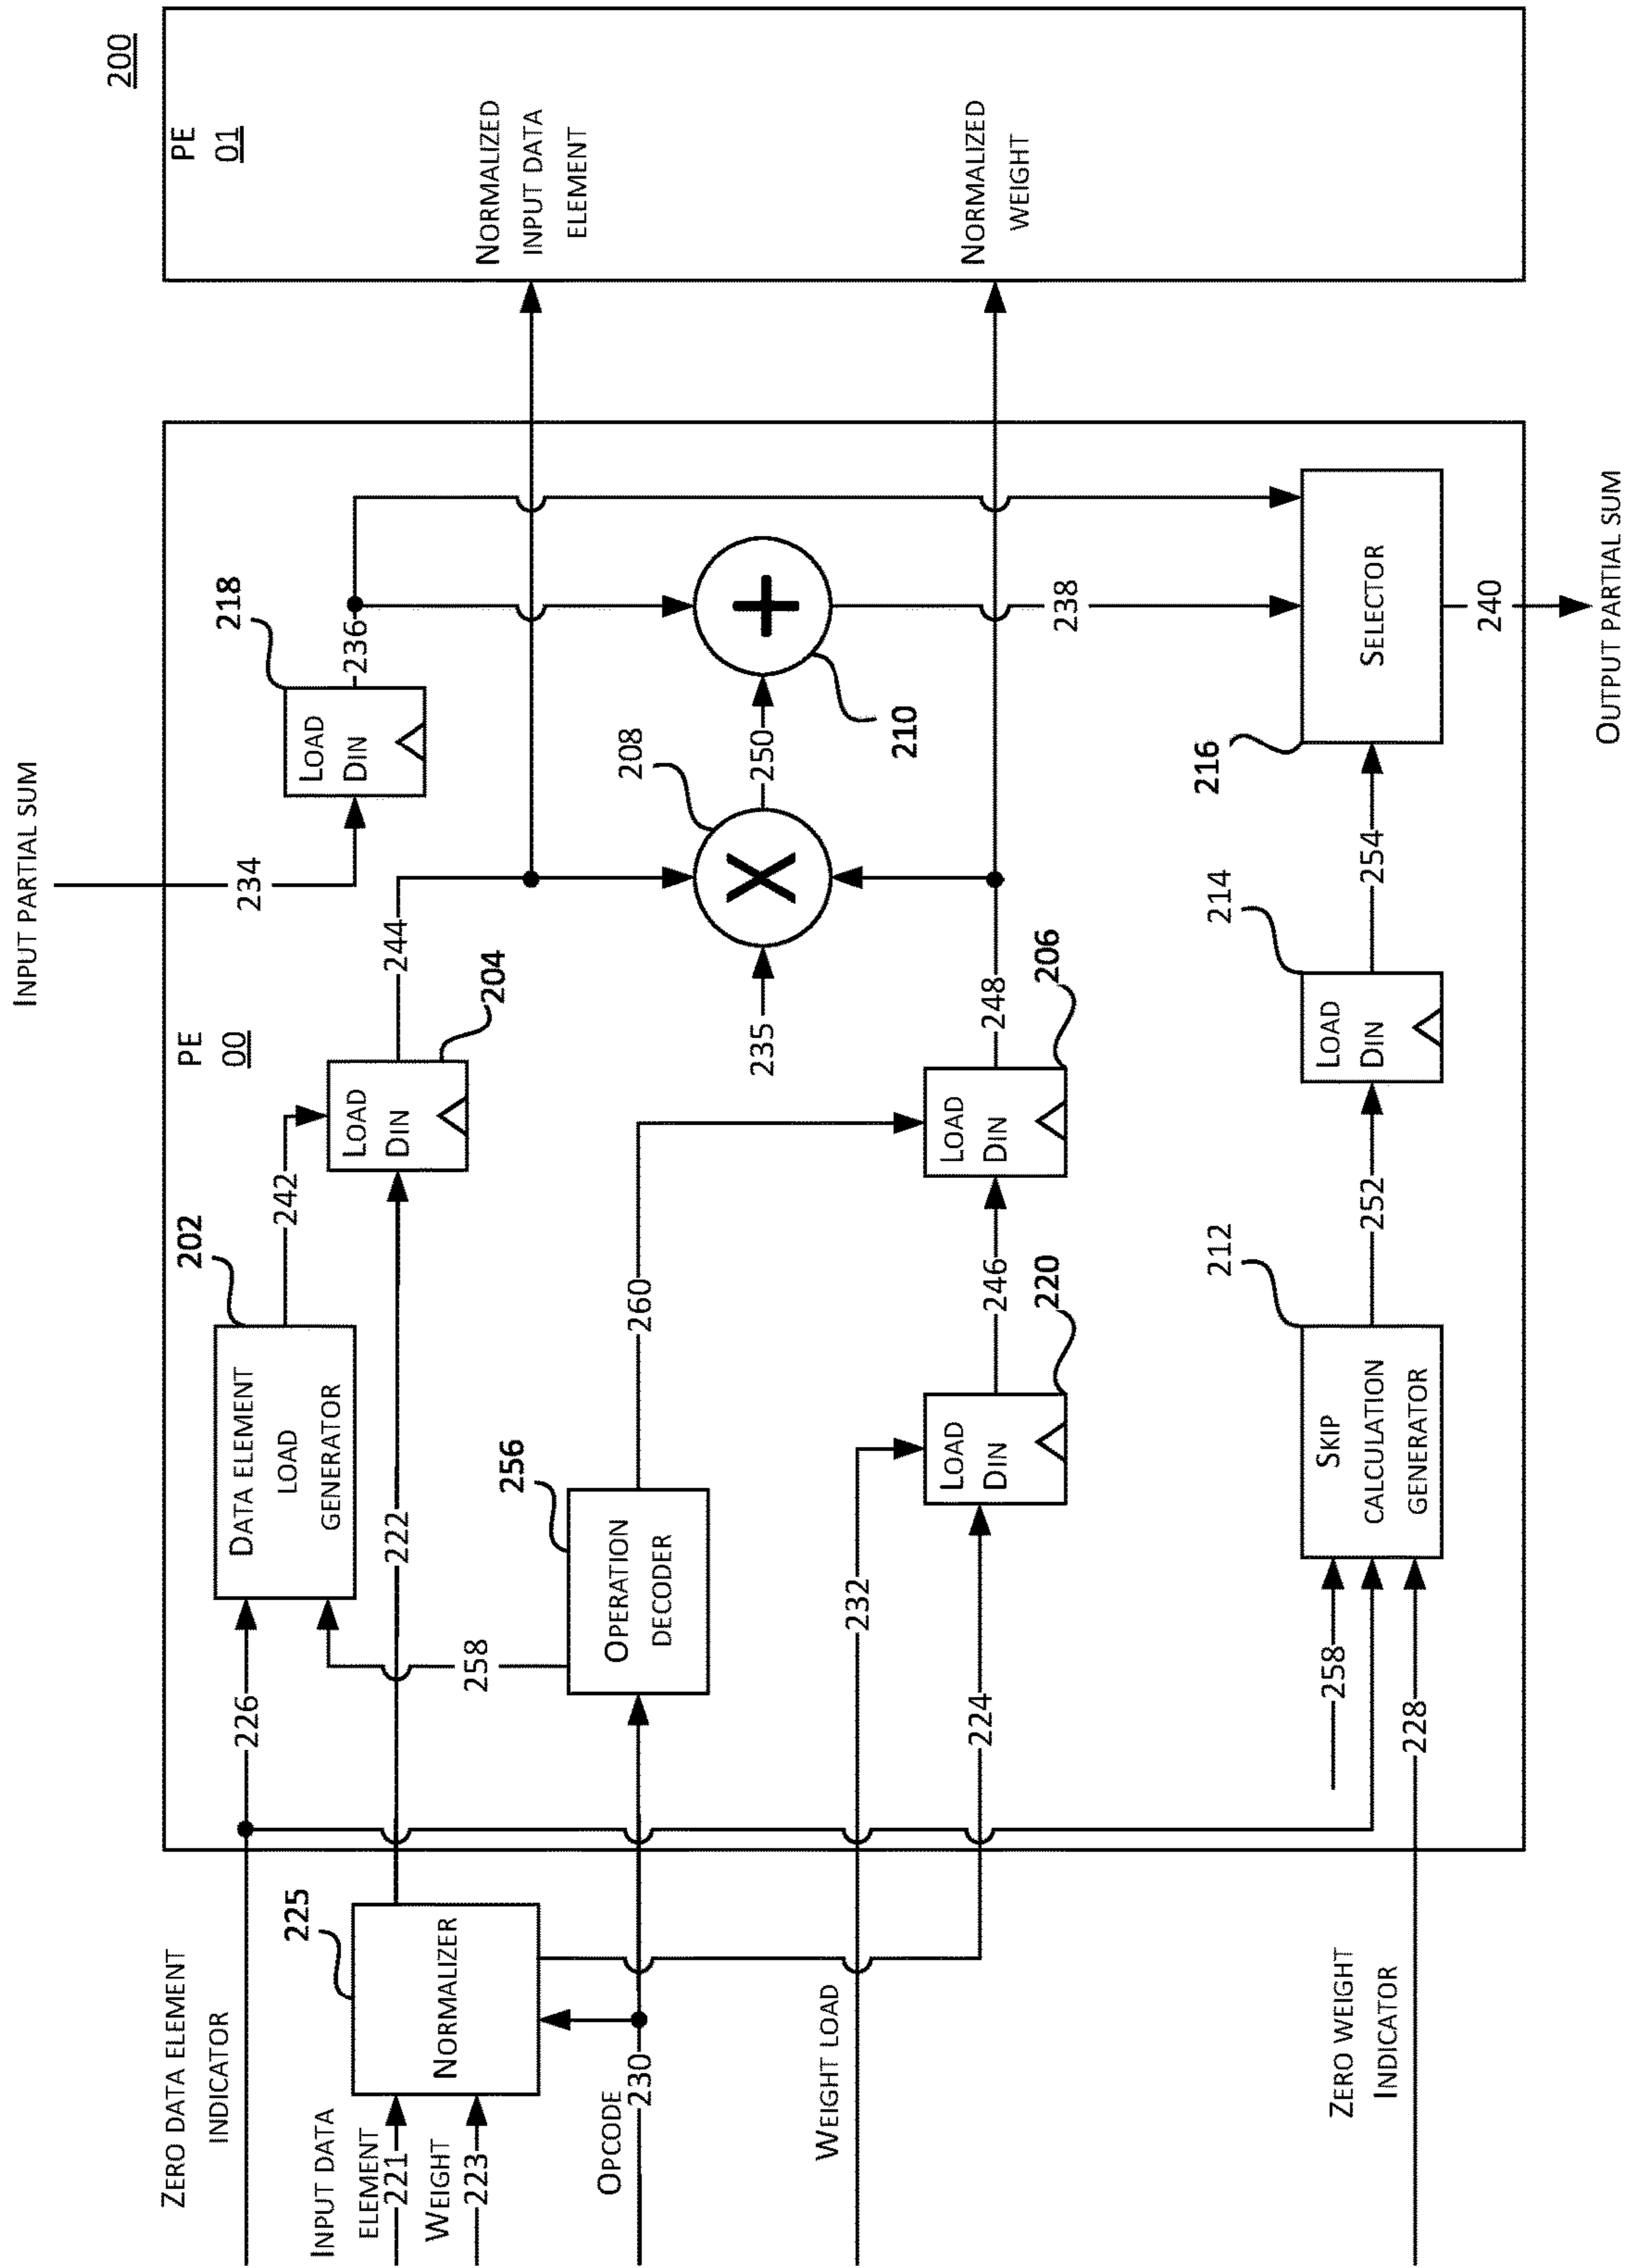 200
PE
01
NORMALIZED
INPUT DATA
ELEMENT
NORMALIZED
WEIGHT
INPUT PARTIAL SUM
234
PE
00
218
LOAD
DIN
236
202
DATA ELEMENT
LOAD
GENERATOR
242
LOAD
DIN
204
244
222
226
258
256
OPERATION
DECODER
260
208
X
235
250
+
210
238
232
224
LOAD
DIN
220
246
LOAD
DIN
206
248
258
228
SKIP
CALCULATION
GENERATOR
212
252
LOAD
DIN
214
254
216
SELECTOR
240
OUTPUT PARTIAL SUM
ZERO DATA ELEMENT
INDICATOR
225
NORMALIZER
INPUT DATA
ELEMENT
221
WEIGHT
223
OPCODE
230
WEIGHT LOAD
ZERO WEIGHT
INDICATOR